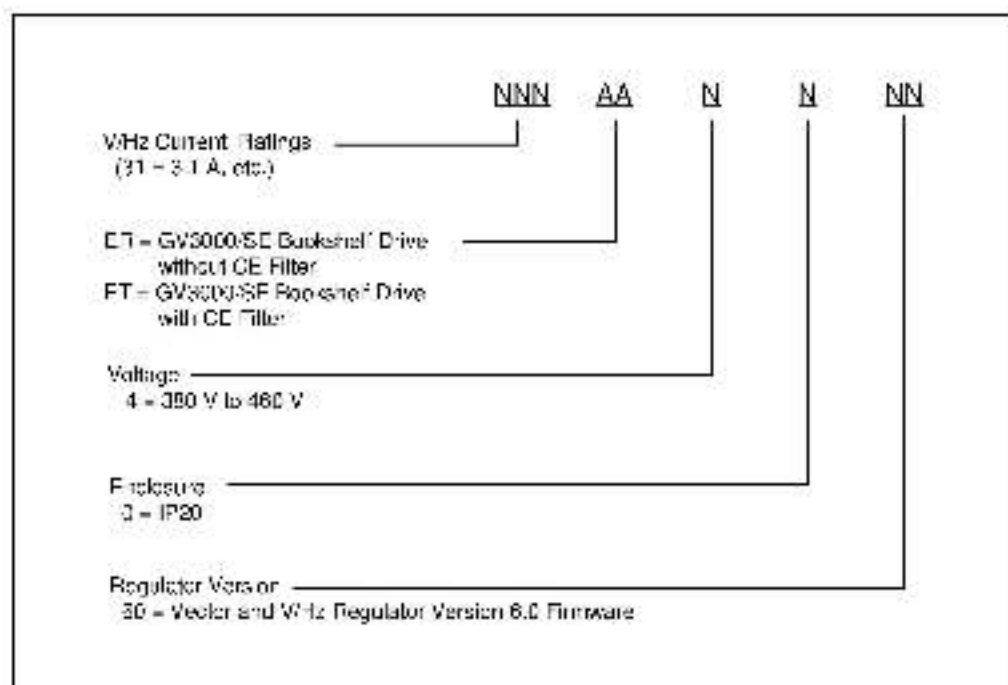 NNN AA N N NN
V/Hz Current Ratings
(31 = 3.1 A, etc.)
ER = GV3000/SE Bookshelf Drive
without CE Filter
ET = GV3000/SE Bookshelf Drive
with CE Filter
Voltage
4 = 380 V to 460 V
Enclosure
0 = IP20
Regulator Version
60 = Vector and V/Hz Regulator Version 6.0 Firmware